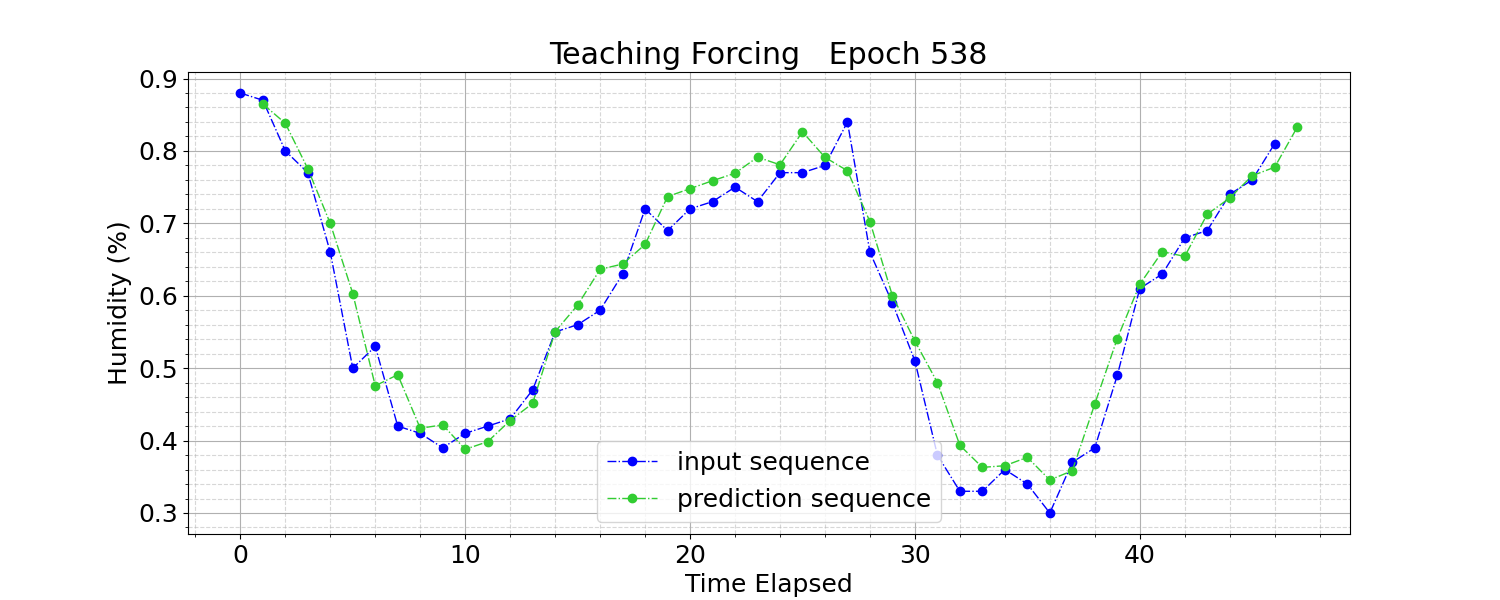 Teaching Forcing   Epoch 538
Humidity (%)
0.9
0.8
0.7
0.6
0.5
0.4
0.3
input sequence
prediction sequence
0 10 20 30 40
Time Elapsed